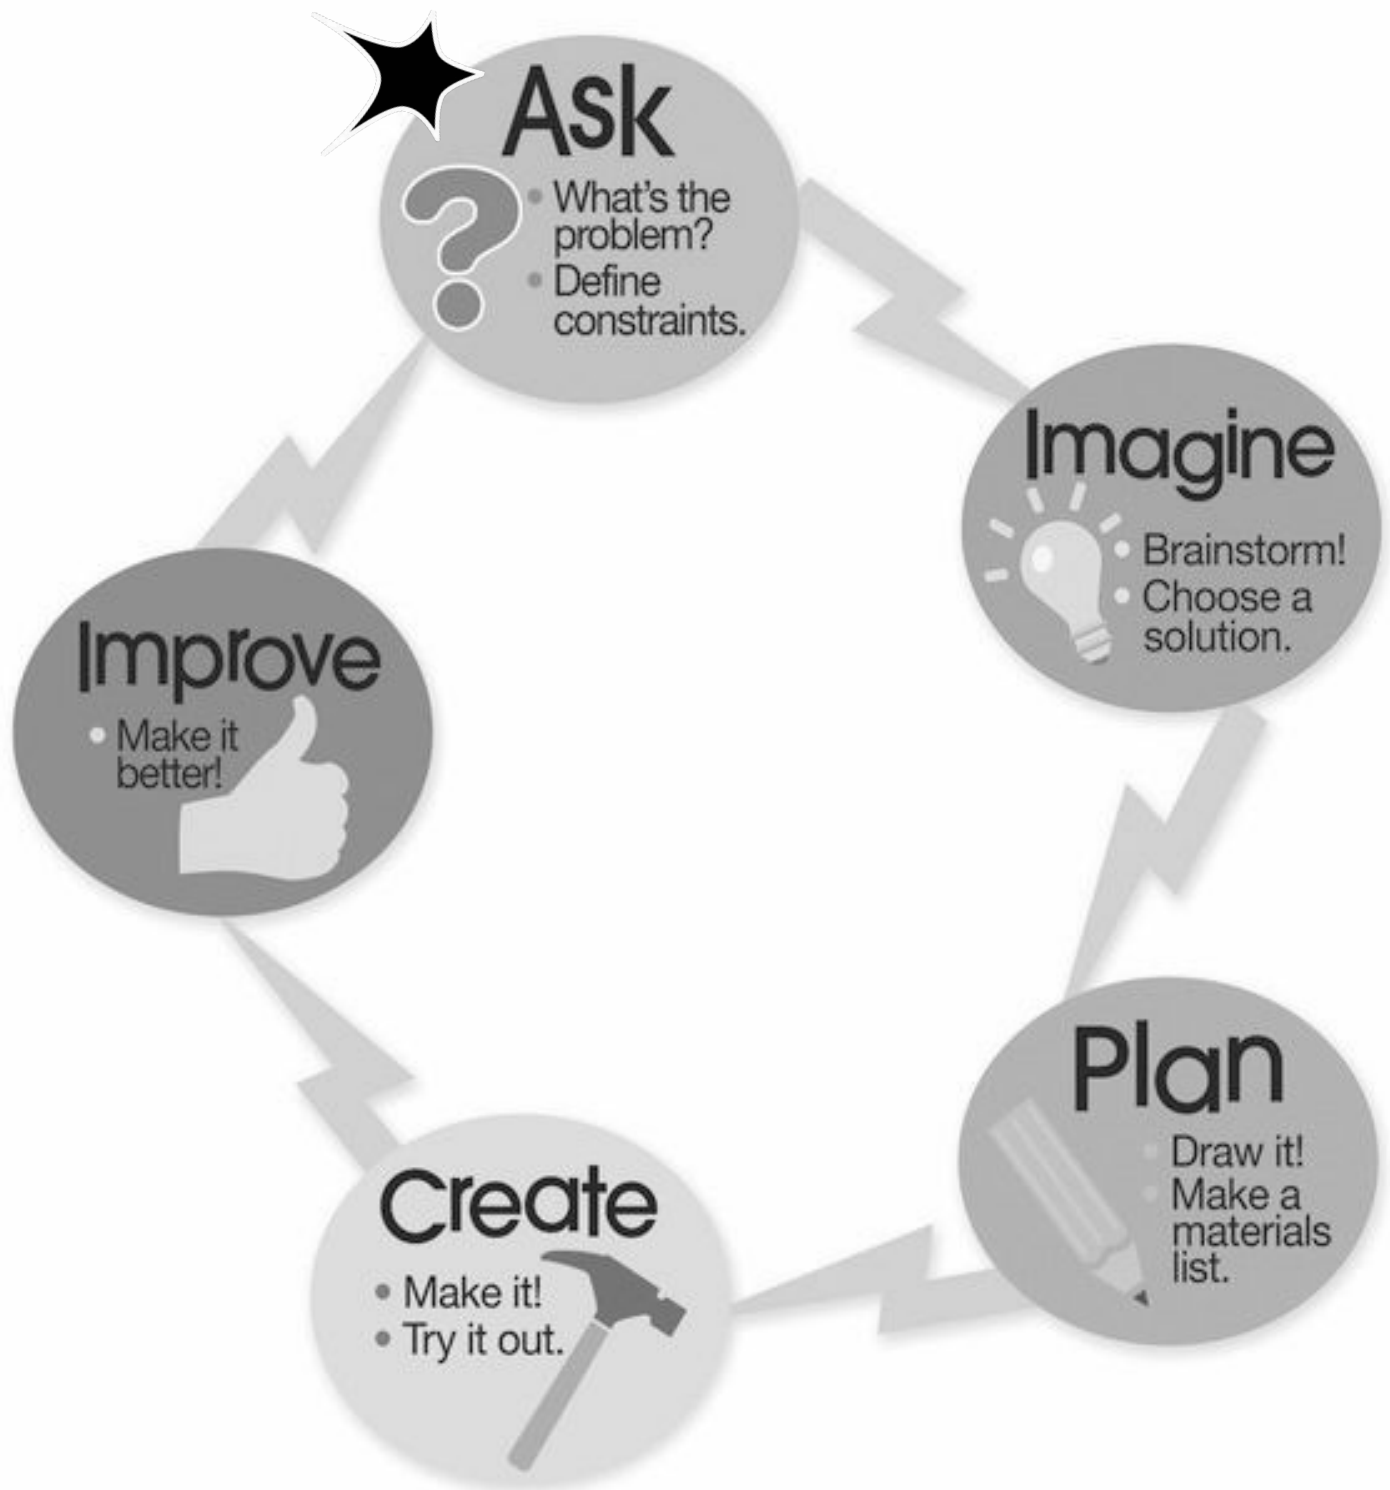 Ask
• What's the
problem?
• Define
constraints.
Imagine
• Brainstorm!
• Choose a
solution.
Plan
• Draw it!
• Make a
materials
list.
Create
• Make it!
• Try it out.
Improve
• Make it
better!